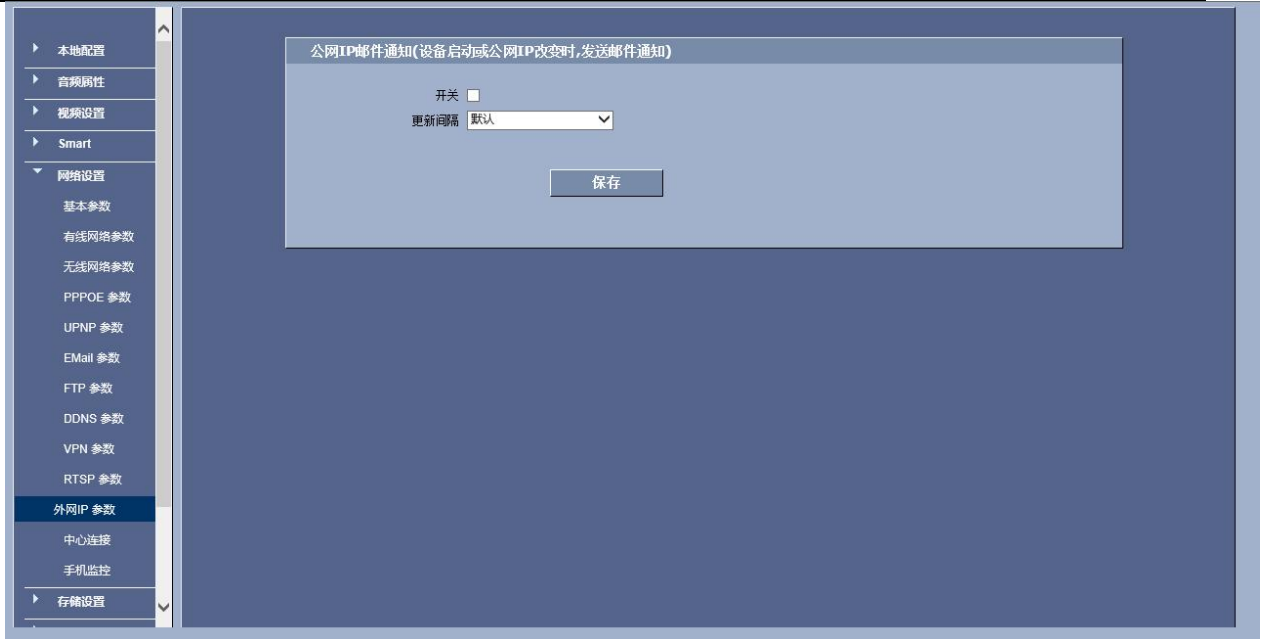 本地配置
音频属性
视频设置
Smart
网络设置
基本参数
有线网络参数
无线网络参数
PPPOE 参数
UPNP 参数
EMail 参数
FTP 参数
DDNS 参数
VPN 参数
RTSP 参数
外网IP 参数
中心连接
手机监控
存储设置
公网IP邮件通知(设备启动或公网IP改变时,发送邮件通知)
开关
更新间隔 默认
保存